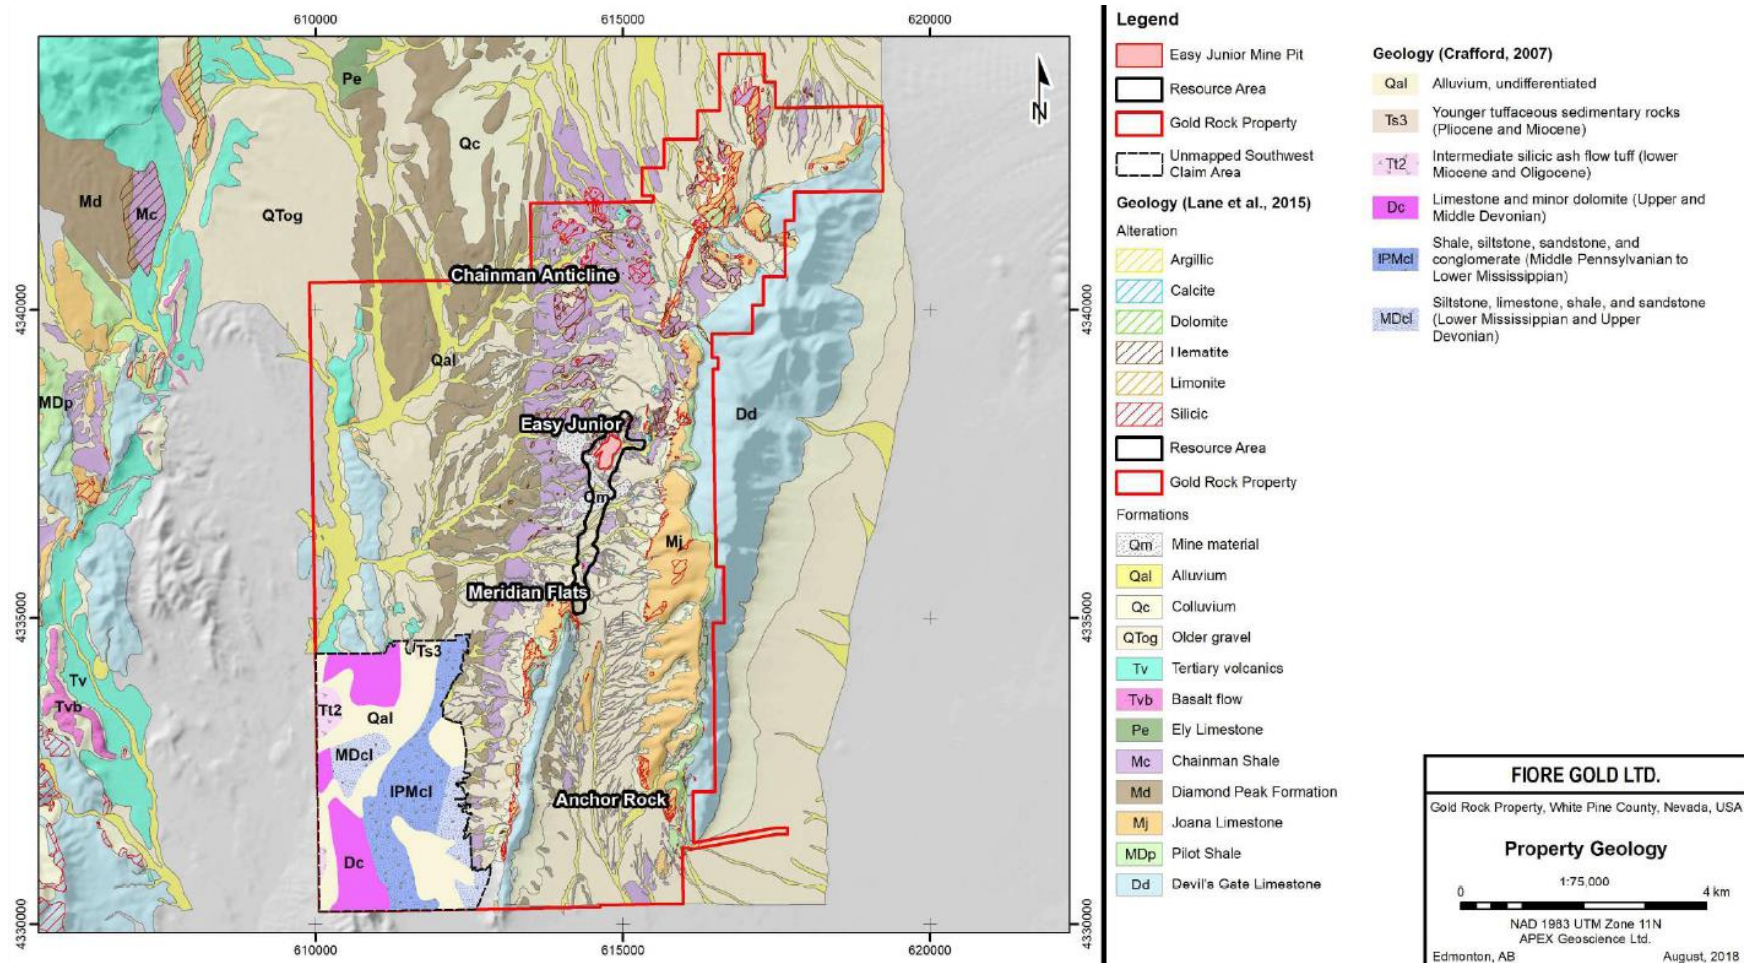 610000
615000
620000
4340000
4335000
4330000
Pe
Qc
Md
Mc
QTog
Chainman Anticline
Qal
MDp
Dd
Easy Junior
Qm
Mj
Meridian Flats
Ts3
Tv
Tvb
Tt2
Qal
MDcl
IPMcl
Anchor Rock
Dc
4340000
4335000
4330000
610000
615000
620000
N
Legend
Easy Junior Mine Pit
Resource Area
Gold Rock Property
Unmapped Southwest
Claim Area
Geology (Lane et al., 2015)
Alteration
Argillic
Calcite
Dolomite
Hematite
Limonite
Silicic
Resource Area
Gold Rock Property
Formations
Qm Mine material
Qal Alluvium
Qc Colluvium
QTog Older gravel
Tv Tertiary volcanics
Tvb Basalt flow
Pe Ely Limestone
Mc Chainman Shale
Md Diamond Peak Formation
Mj Joana Limestone
MDp Pilot Shale
Dd Devil's Gate Limestone
Geology (Crafford, 2007)
Qal Alluvium, undifferentiated
Ts3 Younger tuffaceous sedimentary rocks
(Pliocene and Miocene)
Tt2 Intermediate silicic ash flow tuff (lower
Miocene and Oligocene)
Dc Limestone and minor dolomite (Upper and
Middle Devonian)
IPMcl Shale, siltstone, sandstone, and
conglomerate (Middle Pennsylvanian to
Lower Mississippian)
MDcl Siltstone, limestone, shale, and sandstone
(Lower Mississippian and Upper
Devonian)
FIORE GOLD LTD.
Gold Rock Property, White Pine County, Nevada, USA
Property Geology
1:75,000
0 4 km
NAD 1983 UTM Zone 11N
APEX Geoscience Ltd.
Edmonton, AB August, 2018